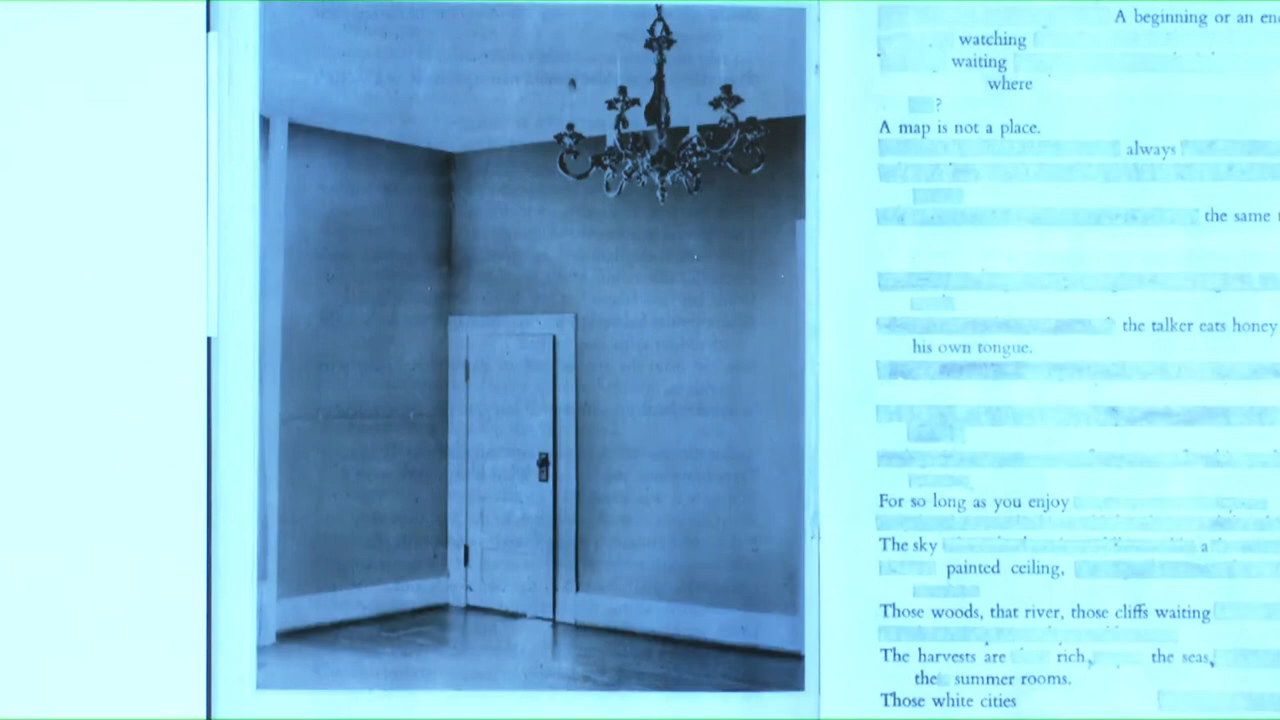 A beginning or an
watching
waiting
where
?
A map is not a place.
always
the same
the talker eats honey
his own tongue.
For so long as you enjoy
The sky a
painted ceiling,
Those woods, that river, those cliffs waiting
The harvests are rich, the seas,
the summer rooms.
Those white cities